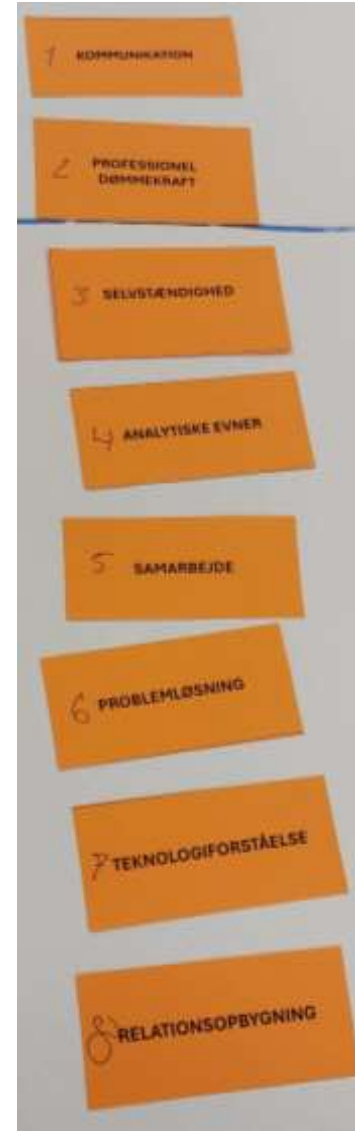 1 KOMMUNIKATION
2 PROFESSIONEL
DØMMEKRAFT
3 SELVSTÆNDIGHED
4 ANALYTISKE EVNER
5 SAMARBEJDE
6 PROBLEMLØSNING
7 TEKNOLOGIFORSTÅELSE
8 RELATIONSOPBYGNING